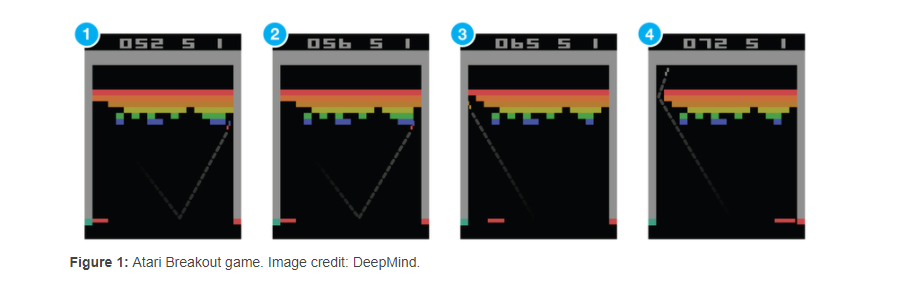 1
052 5 1
2
056 5 1
3
065 5 1
4
072 5 1
Figure 1: Atari Breakout game. Image credit: DeepMind.